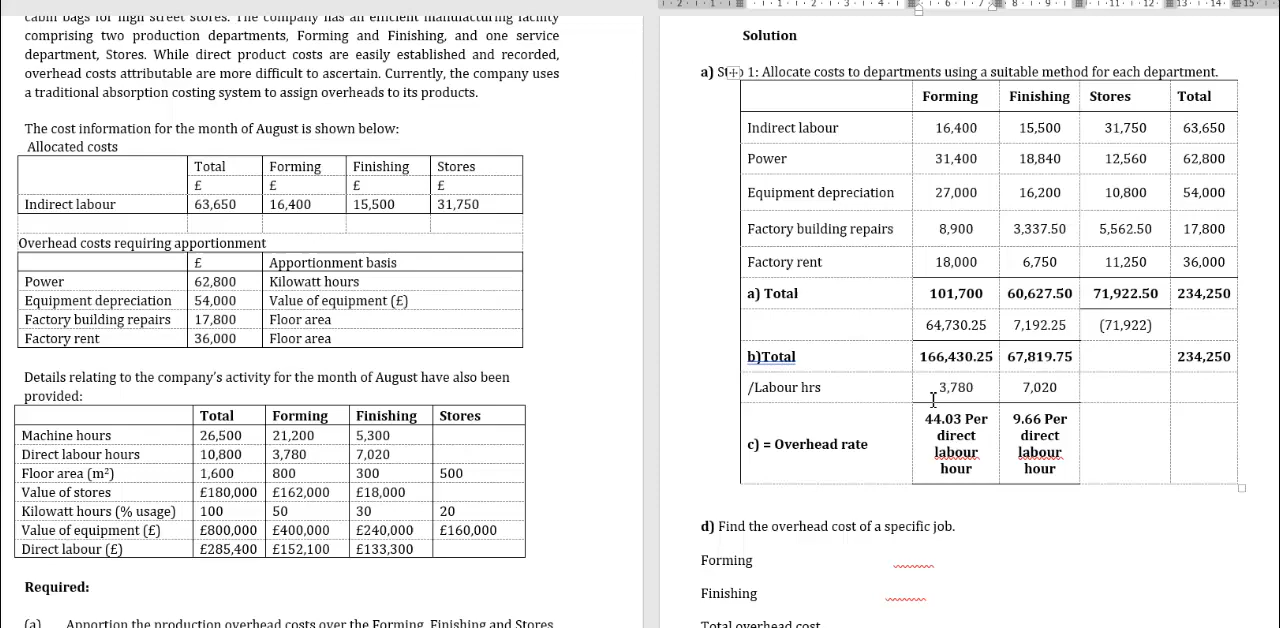 cabin bags for high street stores. The company has an efficient manufacturing facility
comprising two production departments, Forming and Finishing, and one service
department, Stores. While direct product costs are easily established and recorded,
overhead costs attributable are more difficult to ascertain. Currently, the company uses
a traditional absorption costing system to assign overheads to its products.
The cost information for the month of August is shown below:
Allocated costs
Total Forming Finishing Stores
£ £ £ £
Indirect labour 63,650 16,400 15,500 31,750
Overhead costs requiring apportionment
£ Apportionment basis
Power 62,800 Kilowatt hours
Equipment depreciation 54,000 Value of equipment (£)
Factory building repairs 17,800 Floor area
Factory rent 36,000 Floor area
Details relating to the company's activity for the month of August have also been
provided:
Total Forming Finishing Stores
Machine hours 26,500 21,200 5,300
Direct labour hours 10,800 3,780 7,020
Floor area (m²) 1,600 800 300 500
Value of stores £180,000 £162,000 £18,000
Kilowatt hours (% usage) 100 50 30 20
Value of equipment (£) £800,000 £400,000 £240,000 £160,000
Direct labour (£) £285,400 £152,100 £133,300
Required:
(a) Apportion the production overhead costs over the Forming, Finishing and Stores
Solution
a) 1: Allocate costs to departments using a suitable method for each department.
Forming Finishing Stores Total
Indirect labour 16,400 15,500 31,750 63,650
Power 31,400 18,840 12,560 62,800
Equipment depreciation 27,000 16,200 10,800 54,000
Factory building repairs 8,900 3,337.50 5,562.50 17,800
Factory rent 18,000 6,750 11,250 36,000
a) Total 101,700 60,627.50 71,922.50 234,250
64,730.25 7,192.25 (71,922)
b)Total 166,430.25 67,819.75 234,250
/Labour hrs 3,780 7,020
c) = Overhead rate 44.03 Per direct labour hour 9.66 Per direct labour hour
d) Find the overhead cost of a specific job.
Forming
Finishing
Total overhead cost